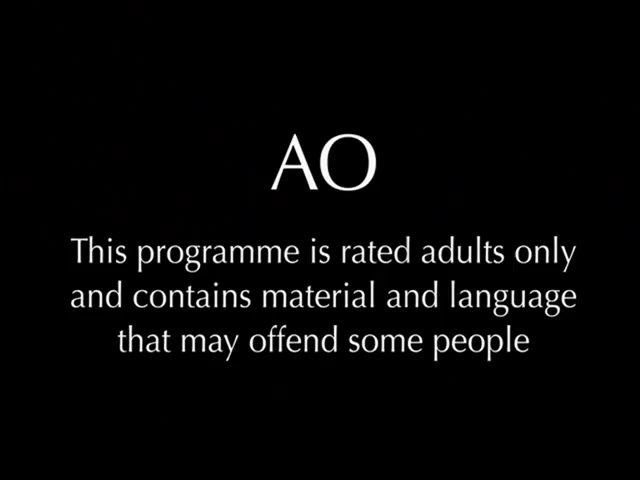 AO
This programme is rated adults only
and contains material and language
that may offend some people